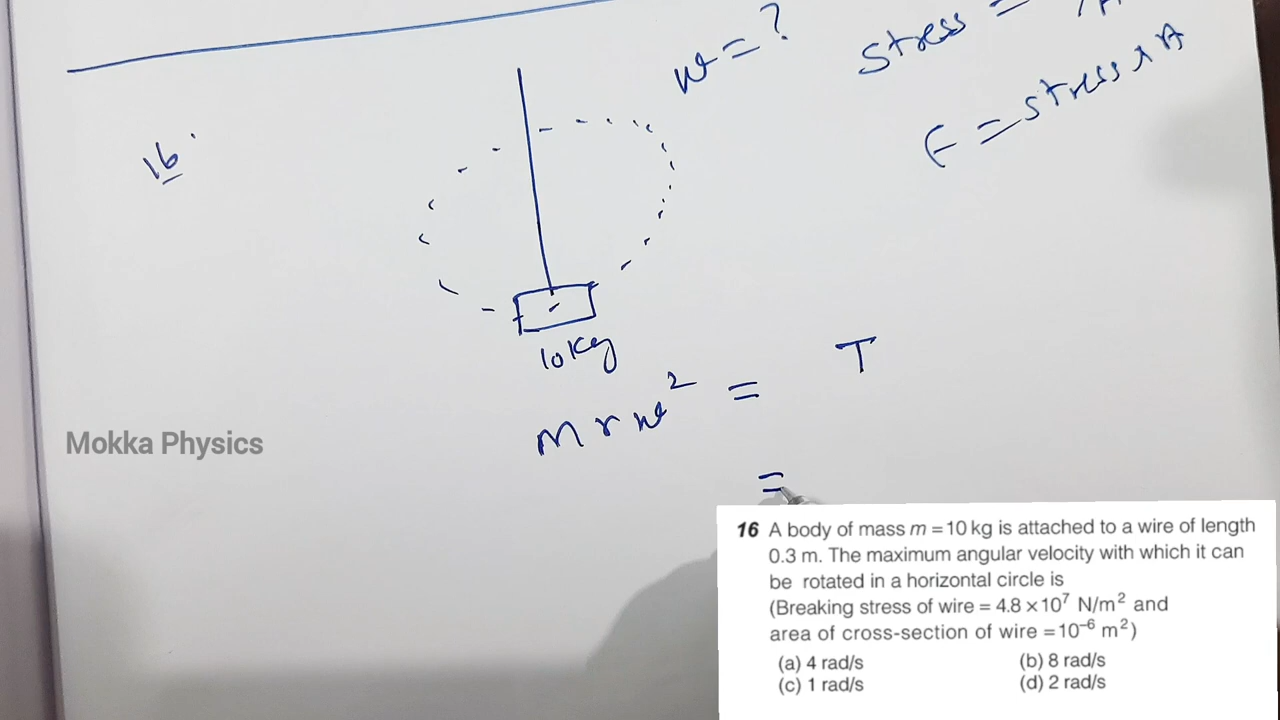 w = ?
stress =
F = stress x A
16.
10Kg
m r w² = T
=
Mokka Physics
16 A body of mass m = 10 kg is attached to a wire of length
0.3 m. The maximum angular velocity with which it can
be rotated in a horizontal circle is
(Breaking stress of wire = 4.8 × 10⁷ N/m² and
area of cross-section of wire = 10⁻⁶ m²)
(a) 4 rad/s (b) 8 rad/s
(c) 1 rad/s (d) 2 rad/s